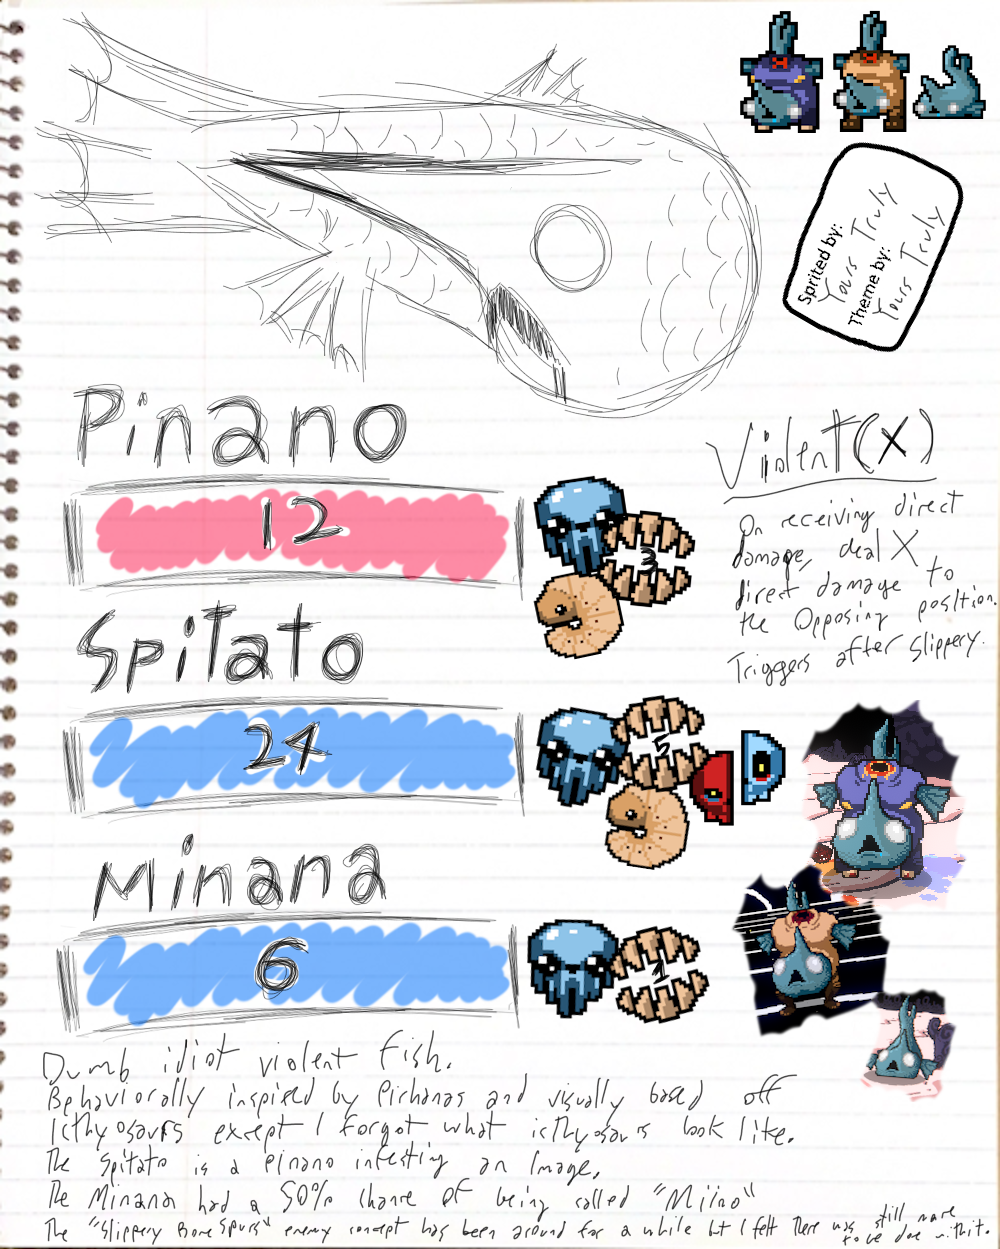 Sprited by:
Yours Truly
Theme by:
Yours Truly
Pinano
12
3
Violent(X)
On receiving direct
damage, deal X
direct damage to
the Opposing position.
Triggers after Slippery.
Spitato
24
5
Minana
6
1
Dumb idiot violent fish.
Behaviorally inspired by Pirhanas and visually based off
Icthyosaurs except I forgot what icthyosaurs look like.
The Spitato is a Pinano infesting an Image.
The Minana had a 50% chance of being called "Miino"
The "Slippery Bone Spurs" enemy concept has been around for a while but I felt there was still more
to be done with it.